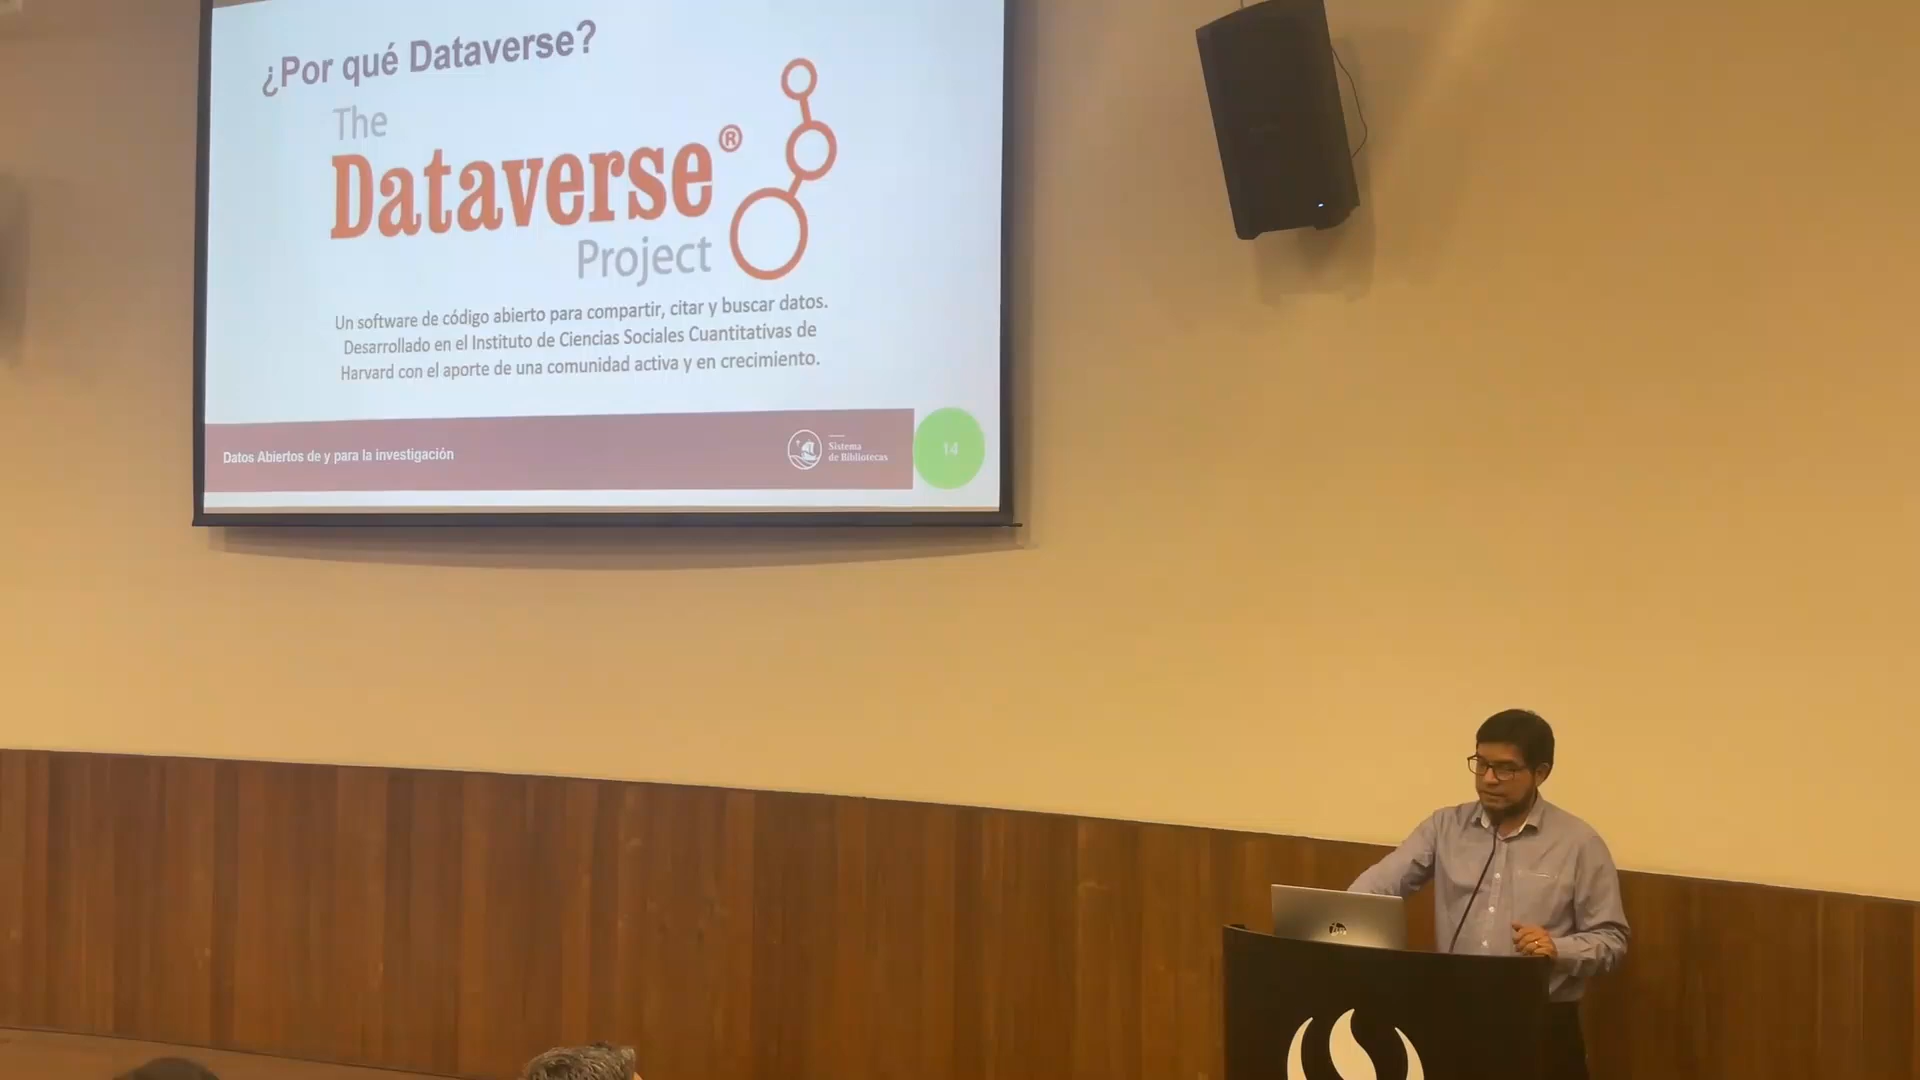 ¿Por qué Dataverse?
The
Dataverse®
Project
Un software de código abierto para compartir, citar y buscar datos.
Desarrollado en el Instituto de Ciencias Sociales Cuantitativas de
Harvard con el aporte de una comunidad activa y en crecimiento.
Datos Abiertos de y para la investigación
Sistema
de Bibliotecas
14
hp